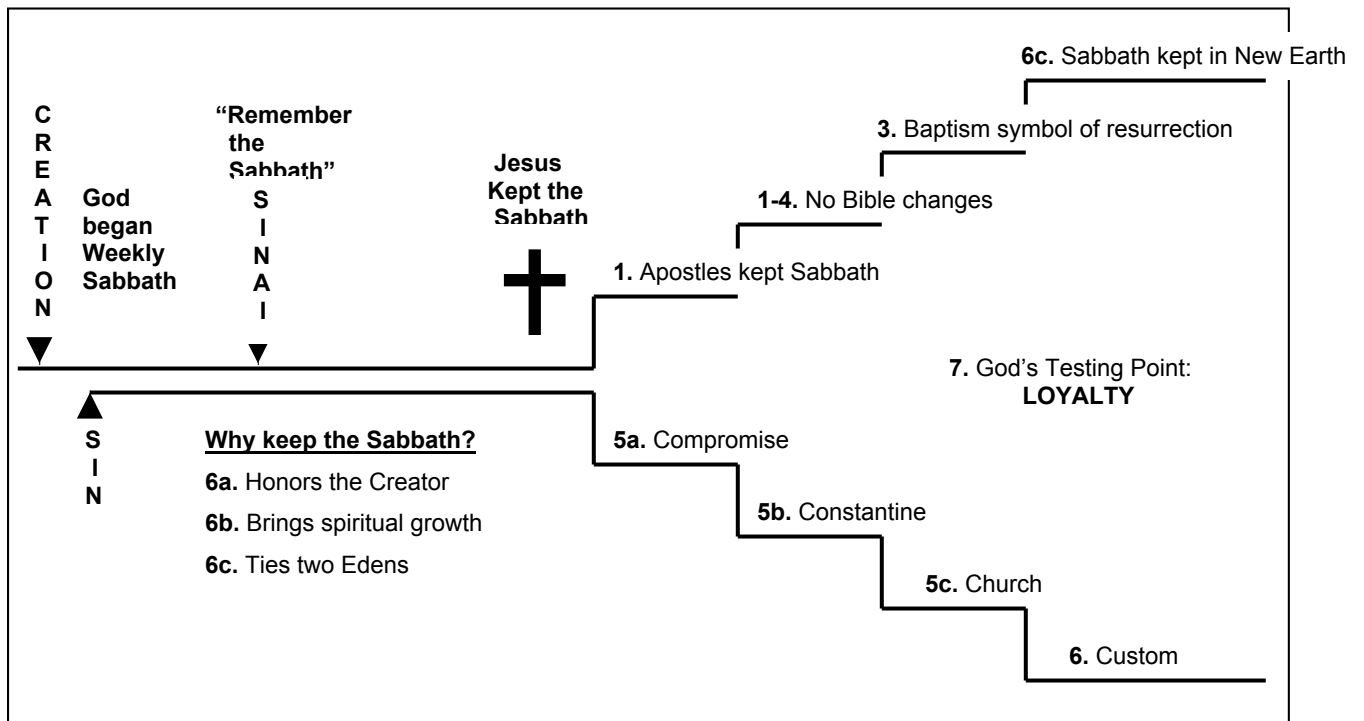 6c. Sabbath kept in New Earth
CREATION
God
began
Weekly
Sabbath
“Remember
the
Sabbath”
SINAI
Jesus
Kept the
Sabbath
3. Baptism symbol of resurrection
1-4. No Bible changes
1. Apostles kept Sabbath
7. God’s Testing Point:
LOYALTY
SIN
Why keep the Sabbath?
6a. Honors the Creator
6b. Brings spiritual growth
6c. Ties two Edens
5a. Compromise
5b. Constantine
5c. Church
6. Custom